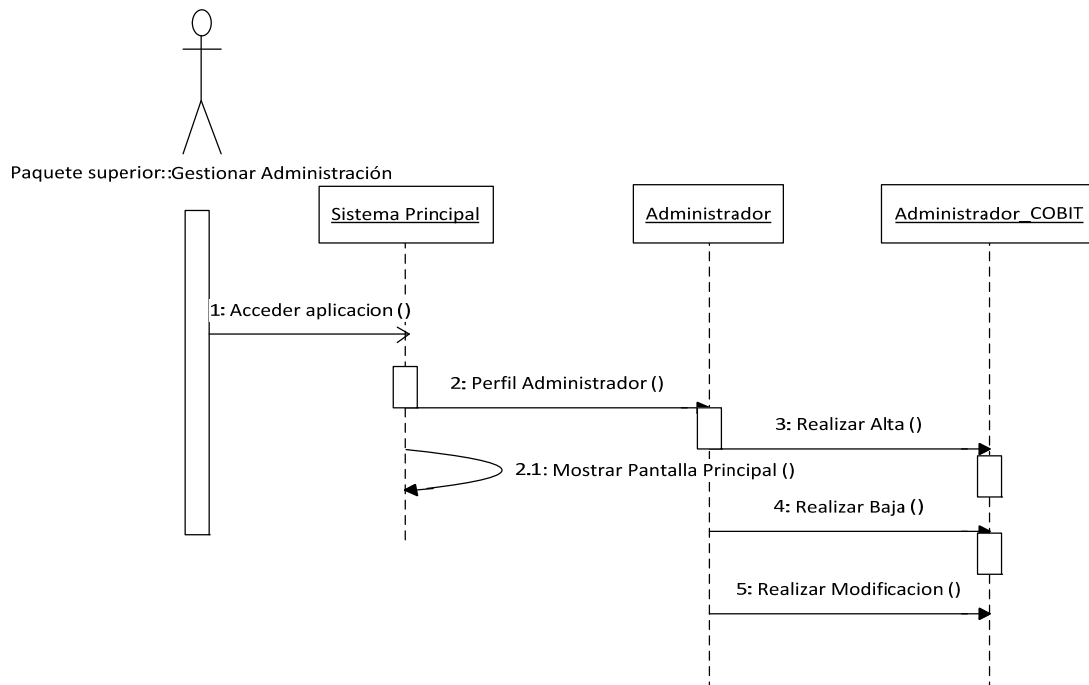 Paquete superior::Gestionar Administración
Sistema Principal
Administrador
Administrador_COBIT
1: Acceder aplicacion ()
2: Perfil Administrador ()
3: Realizar Alta ()
2.1: Mostrar Pantalla Principal ()
4: Realizar Baja ()
5: Realizar Modificacion ()